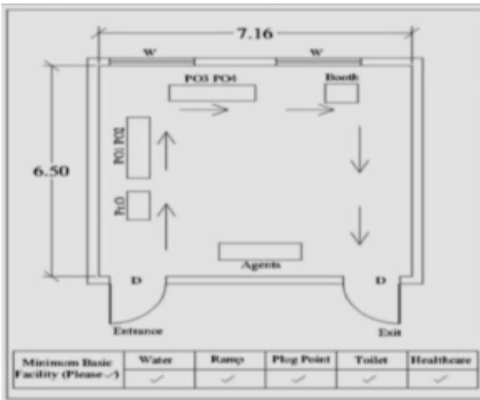 7.16
W W
PO3 PO4 Booth
PO1 PO2
6.50
PrO
Agents
D D
Entrance Exit
Minimum Basic Facility (Please ✓) Water Ramp Plug Point Toilet Healthcare
✓ ✓ ✓ ✓ ✓